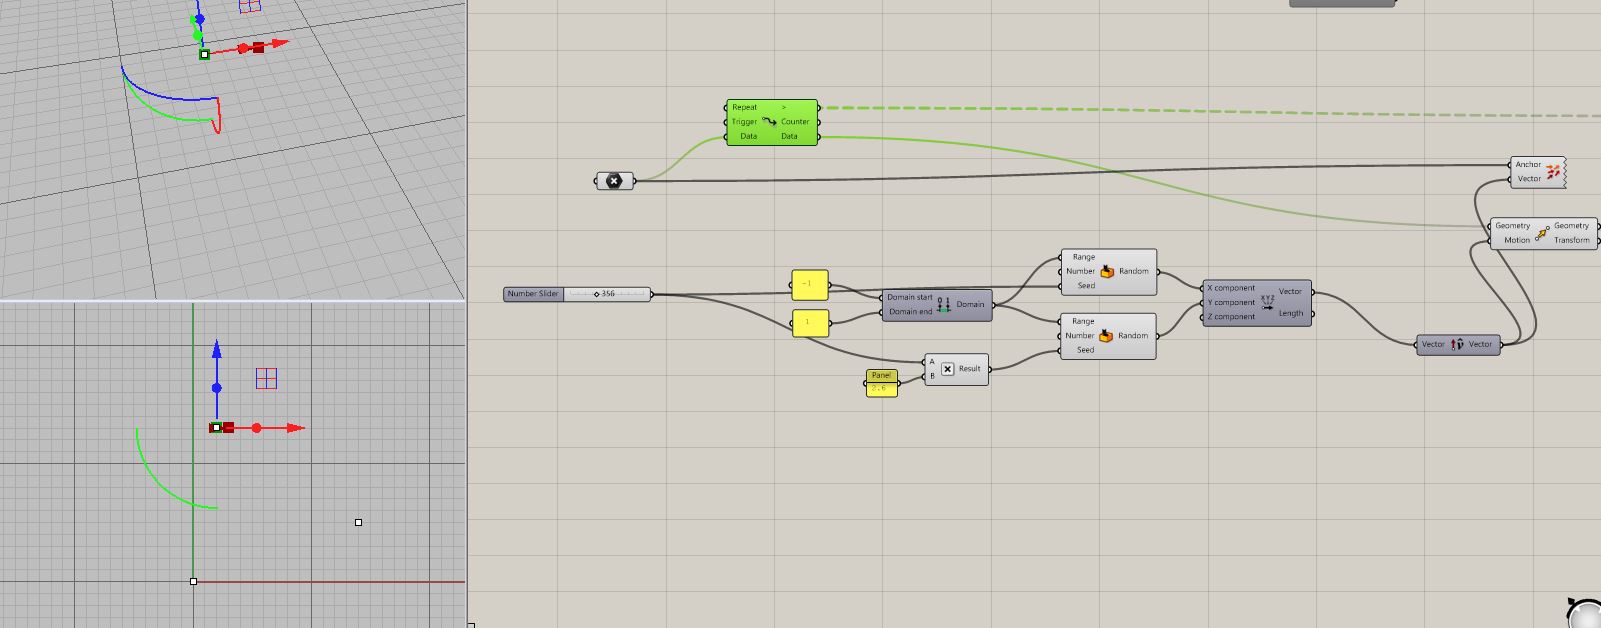 Repeat >
Trigger Counter
Data Data
Anchor
Vector
Geometry Geometry
Motion Transform
Range
Number Random
Seed
Number Slider 356
-1
Domain start
Domain end Domain
1
X component Vector
Y component XYZ
Z component Length
Range
Number Random
Seed
Vector Vector
A
B Result
Panel
2.6